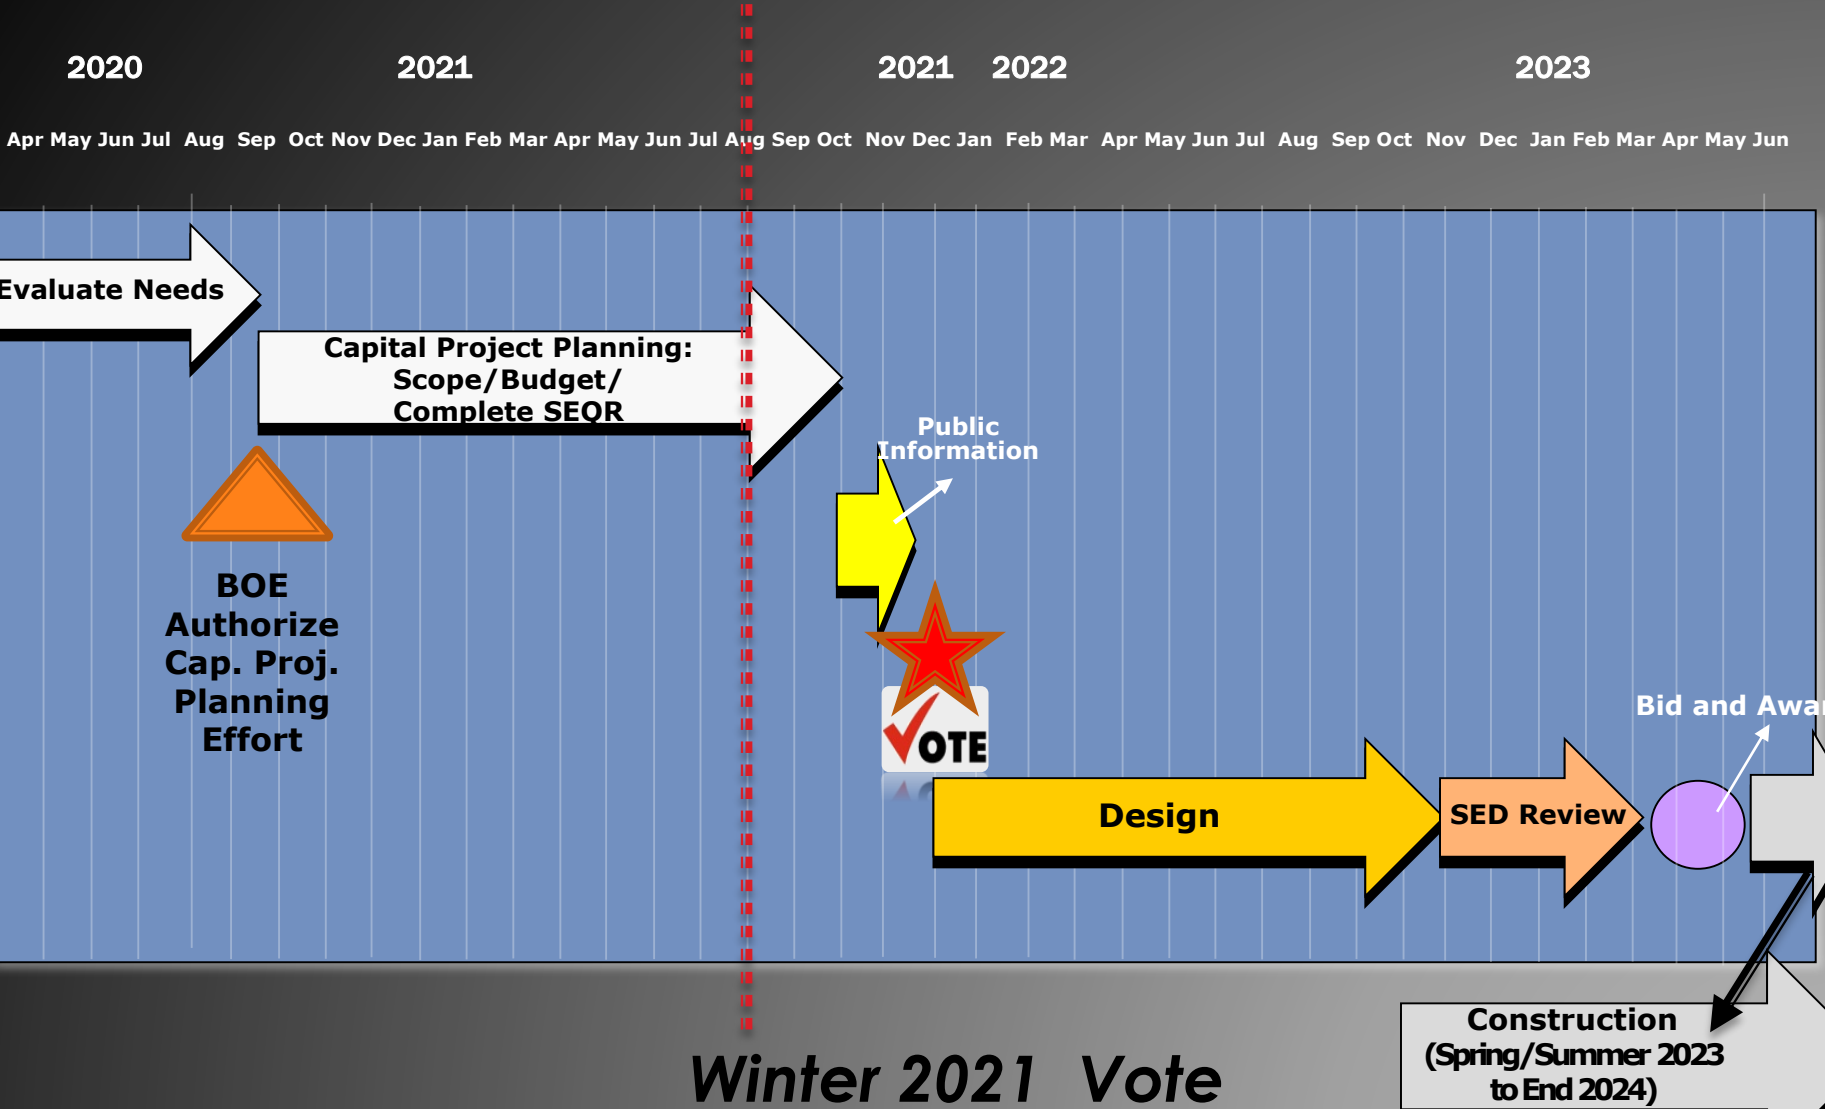 2020 2021 2021 2022 2023
Apr May Jun Jul Aug Sep Oct Nov Dec Jan Feb Mar Apr May Jun Jul Aug Sep Oct Nov Dec Jan Feb Mar Apr May Jun Jul Aug Sep Oct Nov Dec Jan Feb Mar Apr May Jun
Evaluate Needs
Capital Project Planning:
Scope/Budget/
Complete SEQR
Public
Information
BOE
Authorize
Cap. Proj.
Planning
Effort
VOTE
Bid and Awar
Design
SED Review
Construction
(Spring/Summer 2023
to End 2024)
Winter 2021 Vote